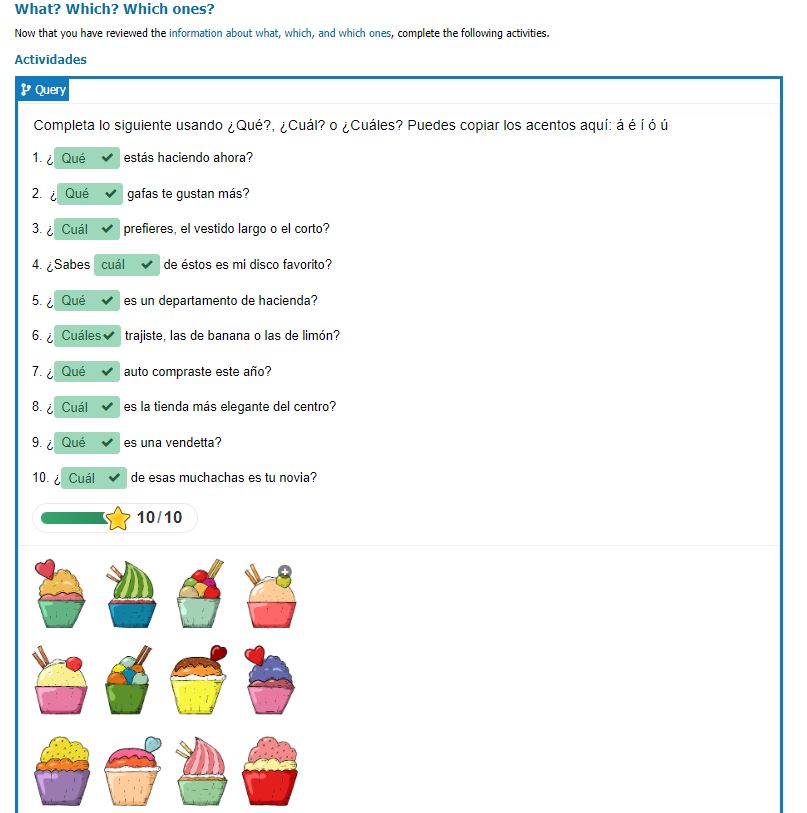 What? Which? Which ones?
Now that you have reviewed the information about what, which, and which ones, complete the following activities.
Actividades
Query
Completa lo siguiente usando ¿Qué?, ¿Cuál? o ¿Cuáles? Puedes copiar los acentos aquí: á é í ó ú
1. ¿ Qué estás haciendo ahora?
2. ¿ Qué gafas te gustan más?
3. ¿ Cuál prefieres, el vestido largo o el corto?
4. ¿Sabes cuál de éstos es mi disco favorito?
5. ¿ Qué es un departamento de hacienda?
6. ¿ Cuáles trajiste, las de banana o las de limón?
7. ¿ Qué auto compraste este año?
8. ¿ Cuál es la tienda más elegante del centro?
9. ¿ Qué es una vendetta?
10. ¿ Cuál de esas muchachas es tu novia?
10/10